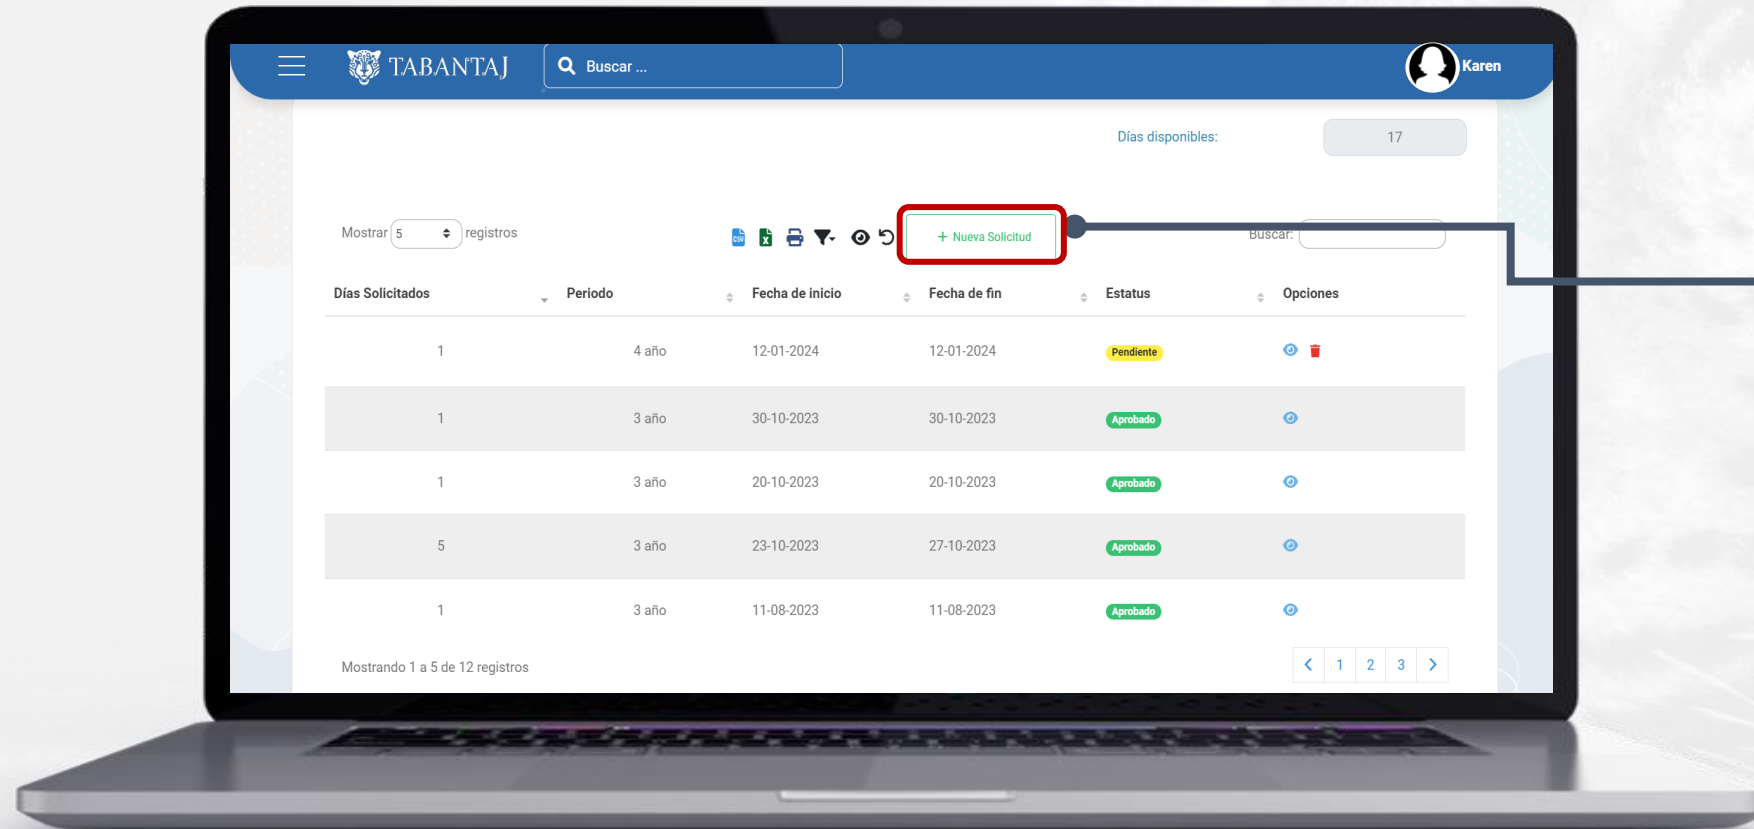 TABANTAJ
Buscar ...
Karen
Días disponibles:
17
Mostrar 5 registros
CSV
X
+ Nueva Solicitud
Buscar:
Días Solicitados Periodo Fecha de inicio Fecha de fin Estatus Opciones
1 4 año 12-01-2024 12-01-2024 Pendiente
1 3 año 30-10-2023 30-10-2023 Aprobado
1 3 año 20-10-2023 20-10-2023 Aprobado
5 3 año 23-10-2023 27-10-2023 Aprobado
1 3 año 11-08-2023 11-08-2023 Aprobado
Mostrando 1 a 5 de 12 registros
1 2 3